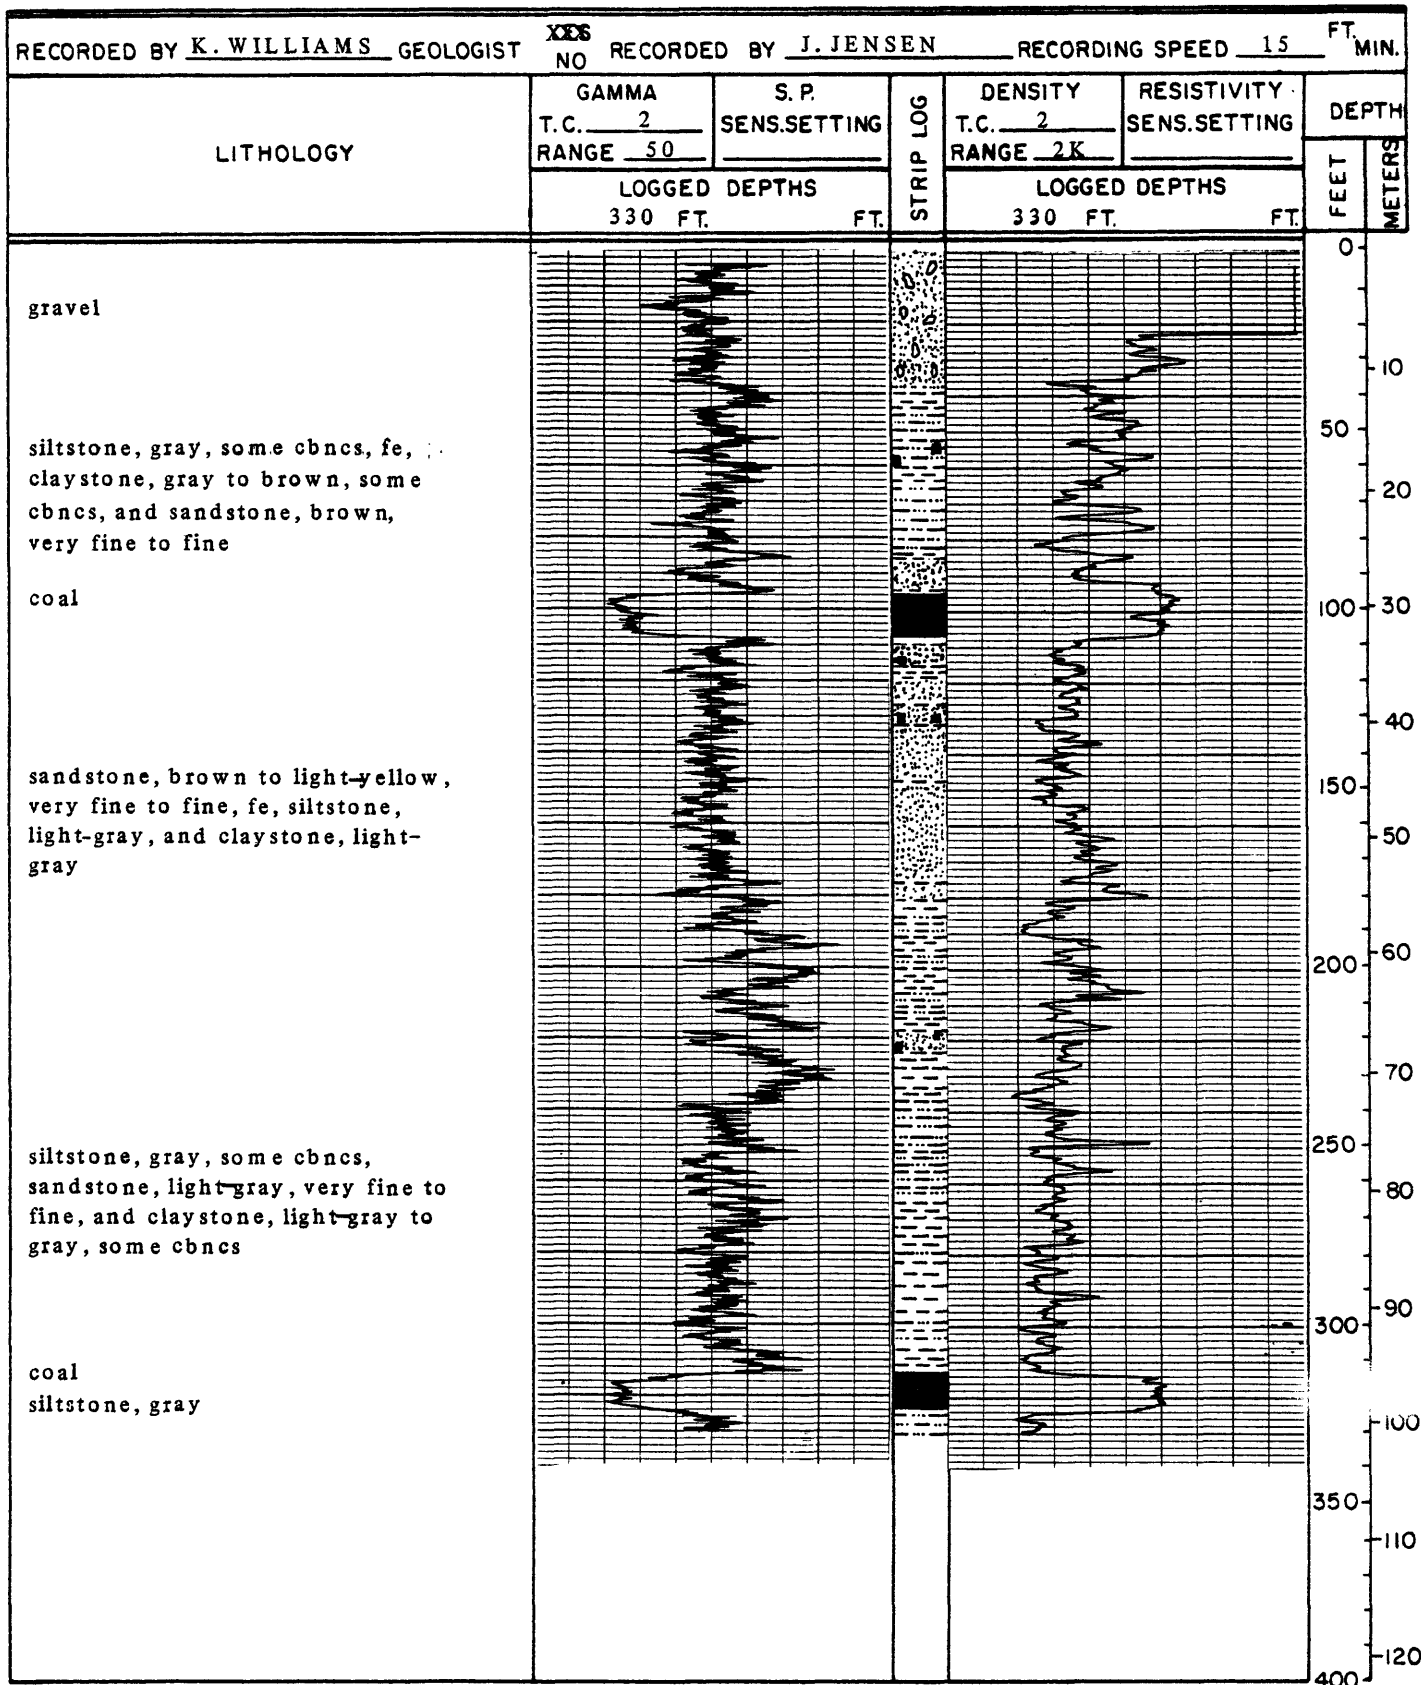 RECORDED BY K. WILLIAMS GEOLOGIST NO RECORDED BY J. JENSEN RECORDING SPEED 15 FT. MIN.
LITHOLOGY
GAMMA
T.C. 2
RANGE 50
S. P.
SENS. SETTING
LOGGED DEPTHS
330 FT. FT.
STRIP LOG
DENSITY
T.C. 2
RANGE 2K
RESISTIVITY
SENS. SETTING
LOGGED DEPTHS
330 FT. FT.
DEPTH
FEET
METERS
gravel
siltstone, gray, some cbncs, fe,
claystone, gray to brown, some
cbncs, and sandstone, brown,
very fine to fine
coal
sandstone, brown to light-yellow,
very fine to fine, fe, siltstone,
light-gray, and claystone, light-
gray
siltstone, gray, some cbncs,
sandstone, light-gray, very fine to
fine, and claystone, light-gray to
gray, some cbncs
coal
siltstone, gray
0
10
50
20
100 30
40
150
50
200 60
70
250
80
90
300
100
350
110
120
400